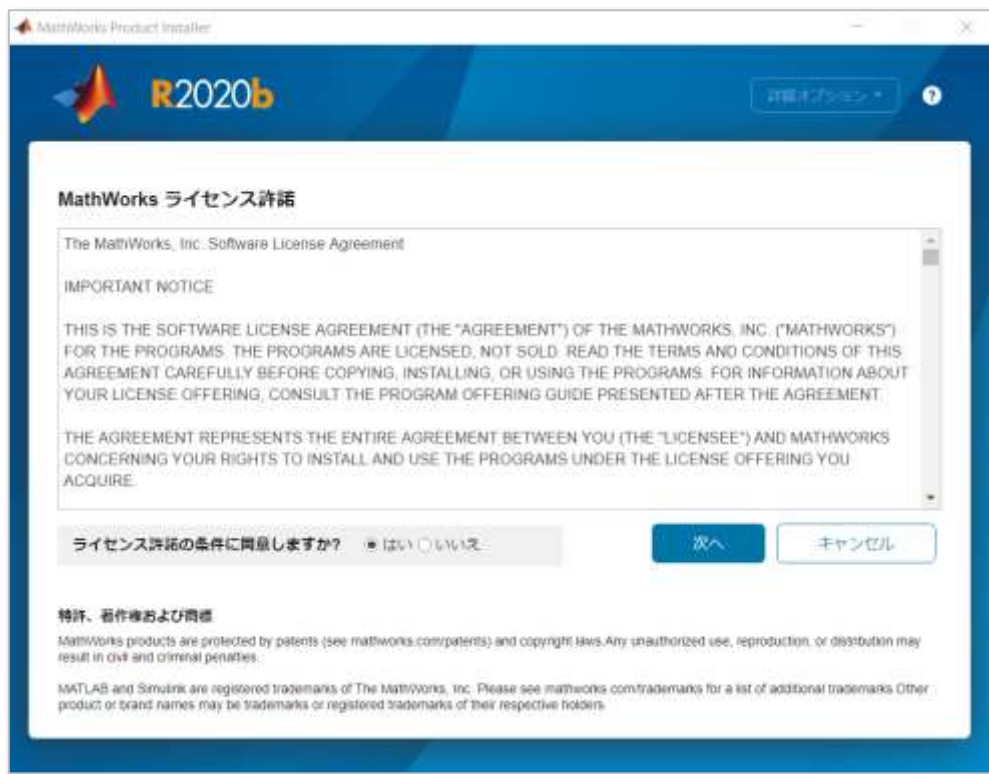 MathWorks Product Installer
R2020b
詳細オプション
?
MathWorks ライセンス許諾
The MathWorks, Inc. Software License Agreement
IMPORTANT NOTICE
THIS IS THE SOFTWARE LICENSE AGREEMENT (THE "AGREEMENT") OF THE MATHWORKS, INC. ("MATHWORKS")
FOR THE PROGRAMS. THE PROGRAMS ARE LICENSED, NOT SOLD. READ THE TERMS AND CONDITIONS OF THIS
AGREEMENT CAREFULLY BEFORE COPYING, INSTALLING, OR USING THE PROGRAMS. FOR INFORMATION ABOUT
YOUR LICENSE OFFERING, CONSULT THE PROGRAM OFFERING GUIDE PRESENTED AFTER THE AGREEMENT.
THE AGREEMENT REPRESENTS THE ENTIRE AGREEMENT BETWEEN YOU (THE "LICENSEE") AND MATHWORKS
CONCERNING YOUR RIGHTS TO INSTALL AND USE THE PROGRAMS UNDER THE LICENSE OFFERING YOU
ACQUIRE.
ライセンス許諾の条件に同意しますか? はい いいえ
次へ
キャンセル
特許、著作権および商標
MathWorks products are protected by patents (see mathworks.com/patents) and copyright laws.Any unauthorized use, reproduction, or distribution may
result in civil and criminal penalties.
MATLAB and Simulink are registered trademarks of The MathWorks, Inc. Please see mathworks.com/trademarks for a list of additional trademarks.Other
product or brand names may be trademarks or registered trademarks of their respective holders.